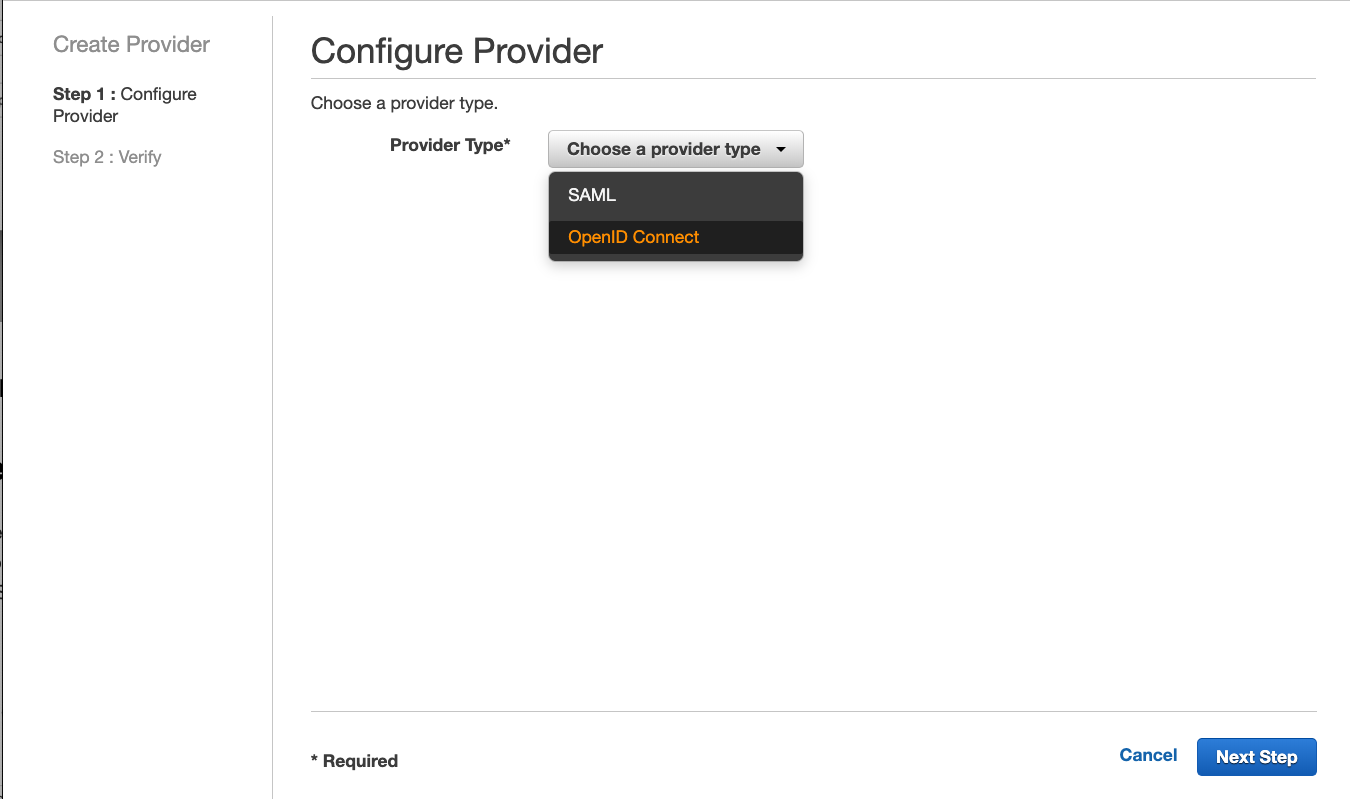 Create Provider
Step 1 : Configure
Provider
Step 2 : Verify
Configure Provider
Choose a provider type.
Provider Type*
Choose a provider type
SAML
OpenID Connect
* Required
Cancel
Next Step